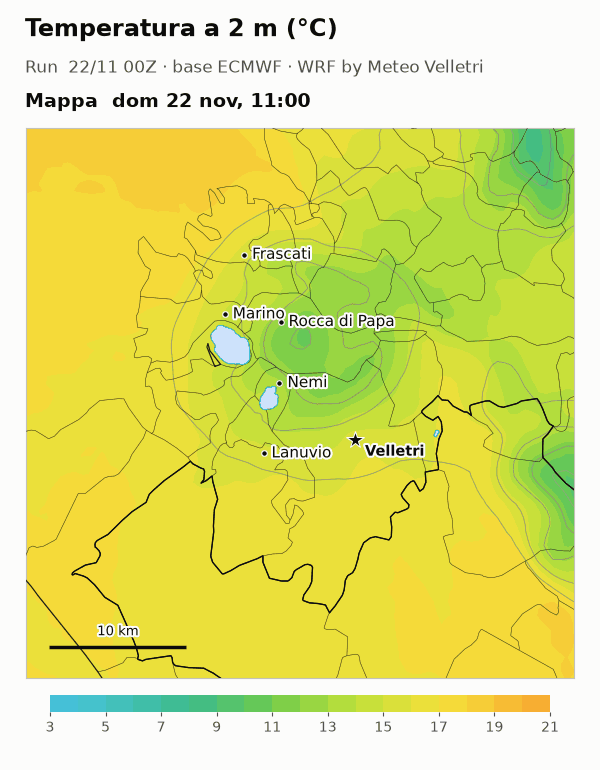 Temperatura a 2 m (°C)
Run  22/11 00Z · base ECMWF · WRF by Meteo Velletri
Mappa  dom 22 nov, 11:00
Frascati
Marino
Rocca di Papa
Nemi
Velletri
Lanuvio
10 km
3 5 7 9 11 13 15 17 19 21